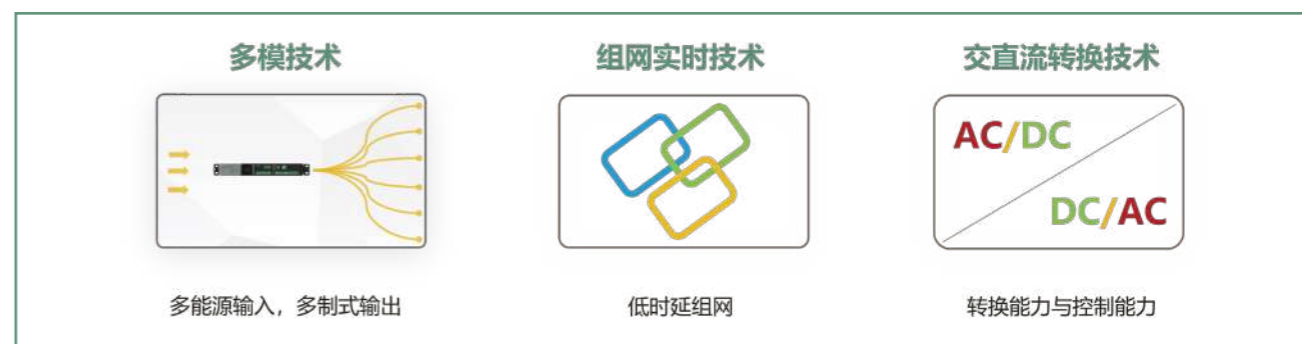 多模技术
组网实时技术
交直流转换技术
AC/DC
DC/AC
多能源输入，多制式输出
低时延组网
转换能力与控制能力